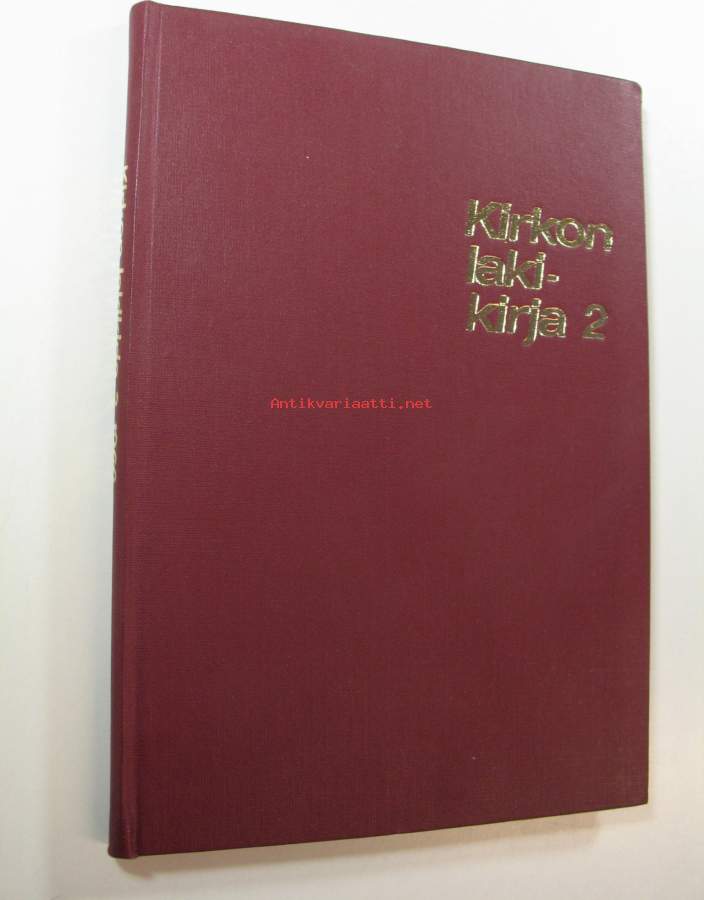 Kirkon
laki-
kirja 2
Antikvariaatti.net